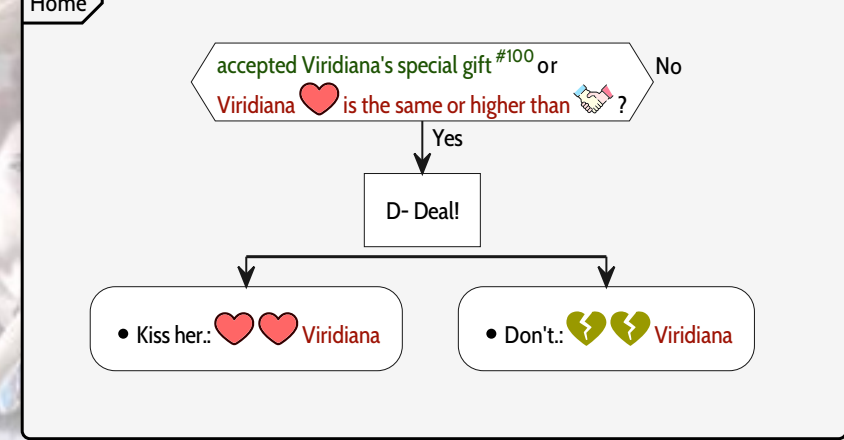 Home
accepted Viridiana's special gift #100 or
No
Viridiana is the same or higher than ?
Yes
D- Deal!
• Kiss her.: Viridiana
• Don't.: Viridiana